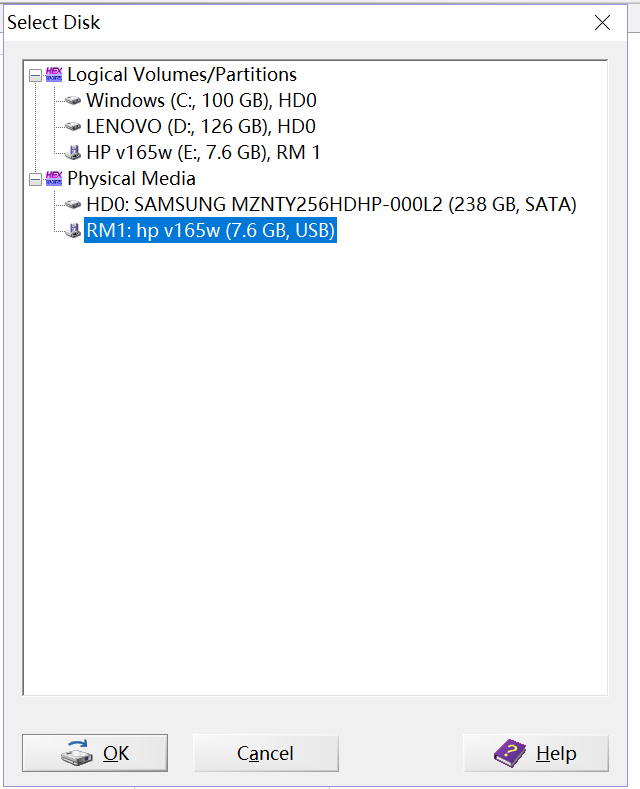 Select Disk
Logical Volumes/Partitions
Windows (C:, 100 GB), HD0
LENOVO (D:, 126 GB), HD0
HP v165w (E:, 7.6 GB), RM 1
Physical Media
HD0: SAMSUNG MZNTY256HDHP-000L2 (238 GB, SATA)
RM1: hp v165w (7.6 GB, USB)
OK Cancel Help